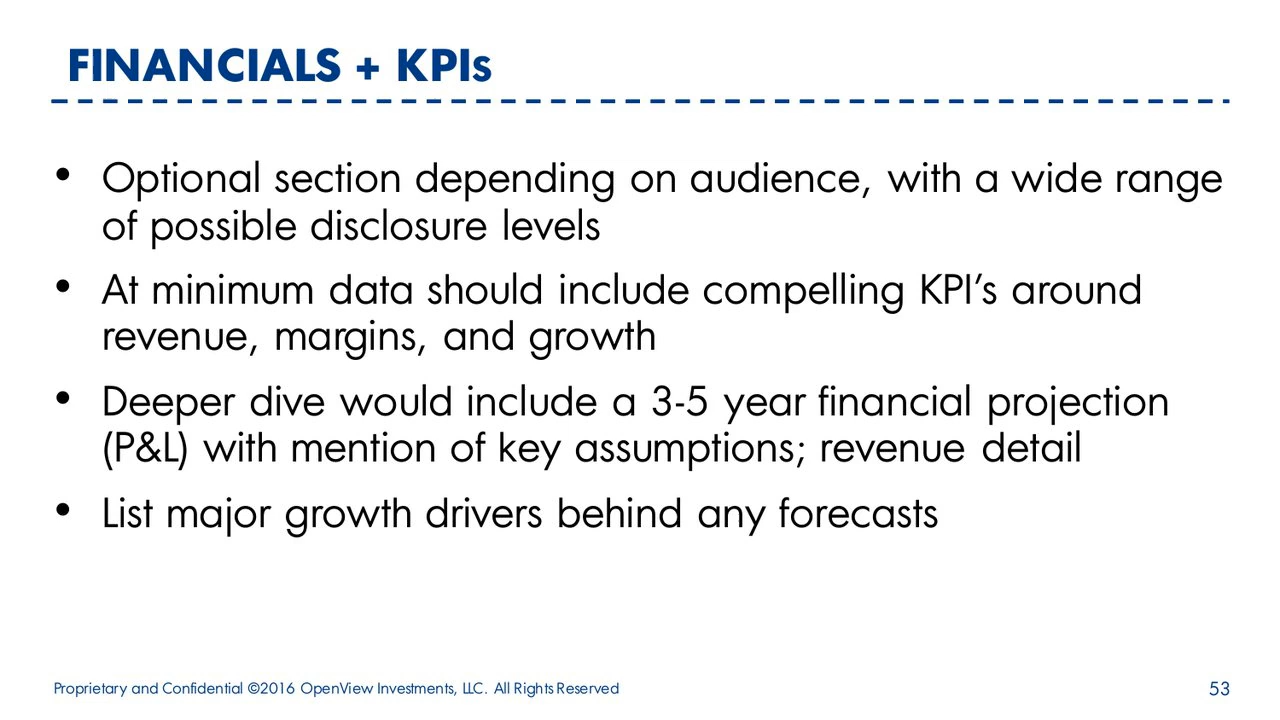 FINANCIALS + KPIs
• Optional section depending on audience, with a wide range
of possible disclosure levels
• At minimum data should include compelling KPI’s around
revenue, margins, and growth
• Deeper dive would include a 3-5 year financial projection
(P&L) with mention of key assumptions; revenue detail
• List major growth drivers behind any forecasts
Proprietary and Confidential ©2016 OpenView Investments, LLC. All Rights Reserved
53